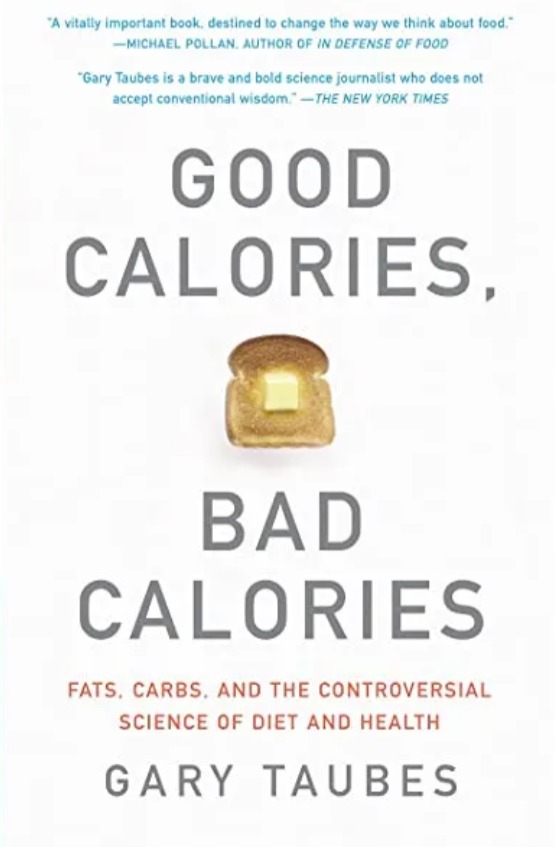 "A vitally important book, destined to change the way we think about food."
—MICHAEL POLLAN, AUTHOR OF IN DEFENSE OF FOOD
"Gary Taubes is a brave and bold science journalist who does not
accept conventional wisdom." —THE NEW YORK TIMES
GOOD
CALORIES,
BAD
CALORIES
FATS, CARBS, AND THE CONTROVERSIAL
SCIENCE OF DIET AND HEALTH
GARY TAUBES